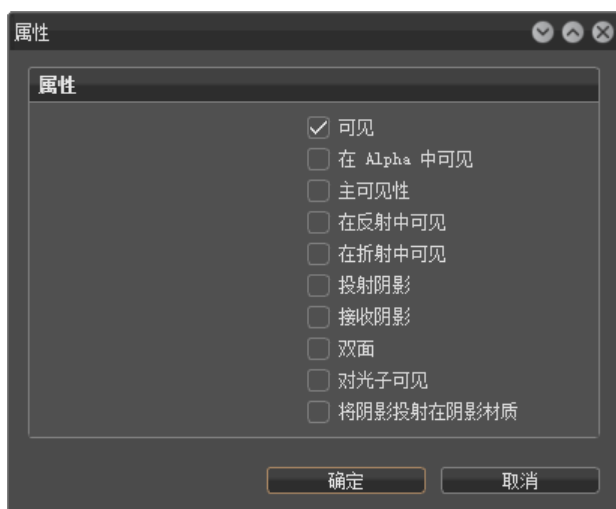 属性
属性
可见
在 Alpha 中可见
主可见性
在反射中可见
在折射中可见
投射阴影
接收阴影
双面
对光子可见
将阴影投射在阴影材质
确定 取消